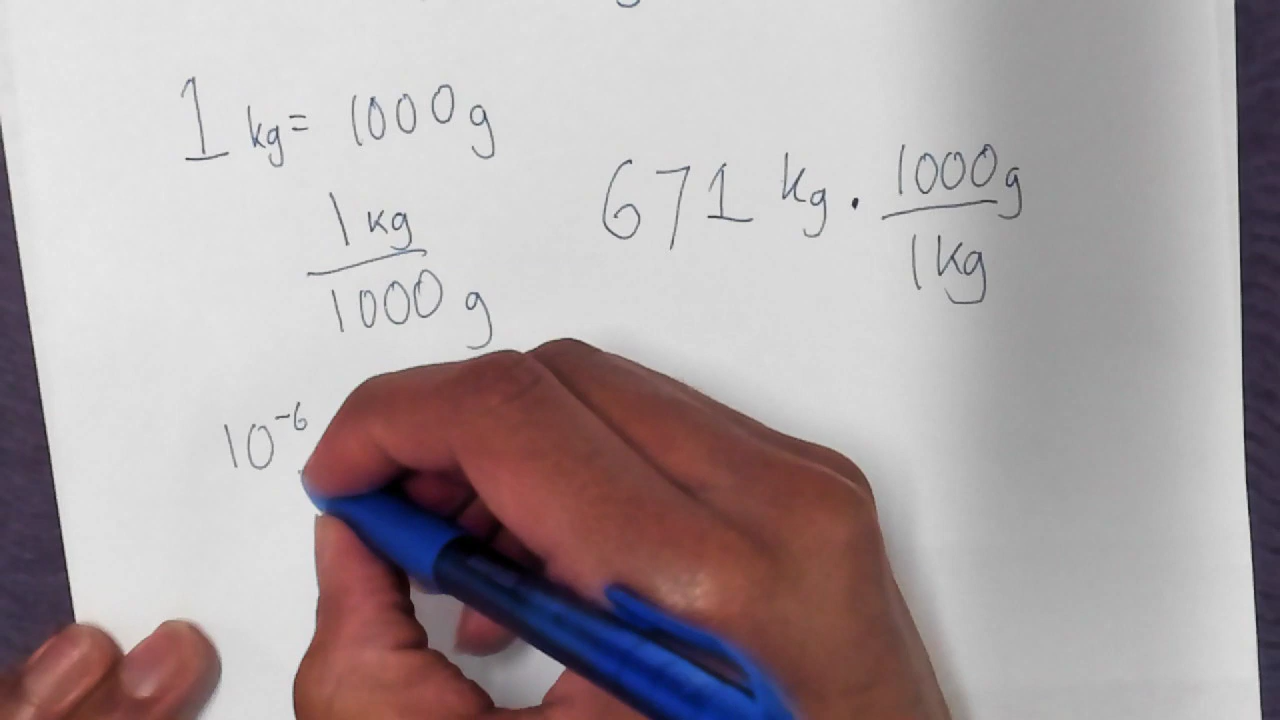 1 kg = 1000 g
1 kg
1000 g
671 kg · 1000 g
1 kg
10⁻⁶